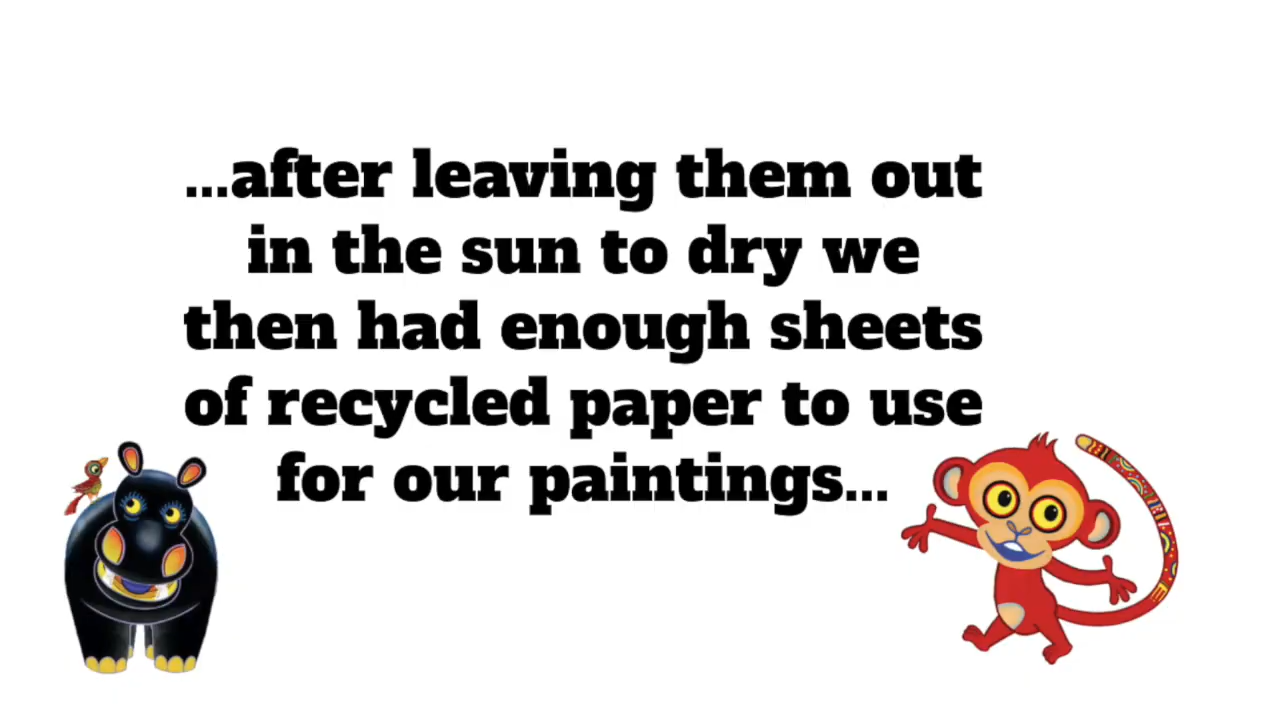 ...after leaving them out
in the sun to dry we
then had enough sheets
of recycled paper to use
for our paintings...